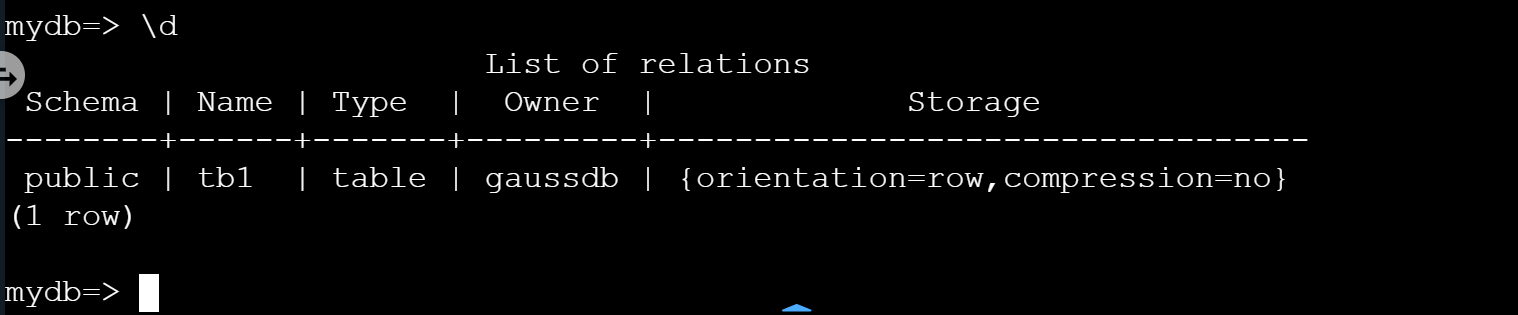 mydb=> \d
                         List of relations
 Schema | Name | Type  |  Owner  |             Storage
--------+------+-------+---------+----------------------------------
 public | tb1  | table | gaussdb | {orientation=row,compression=no}
(1 row)
mydb=>